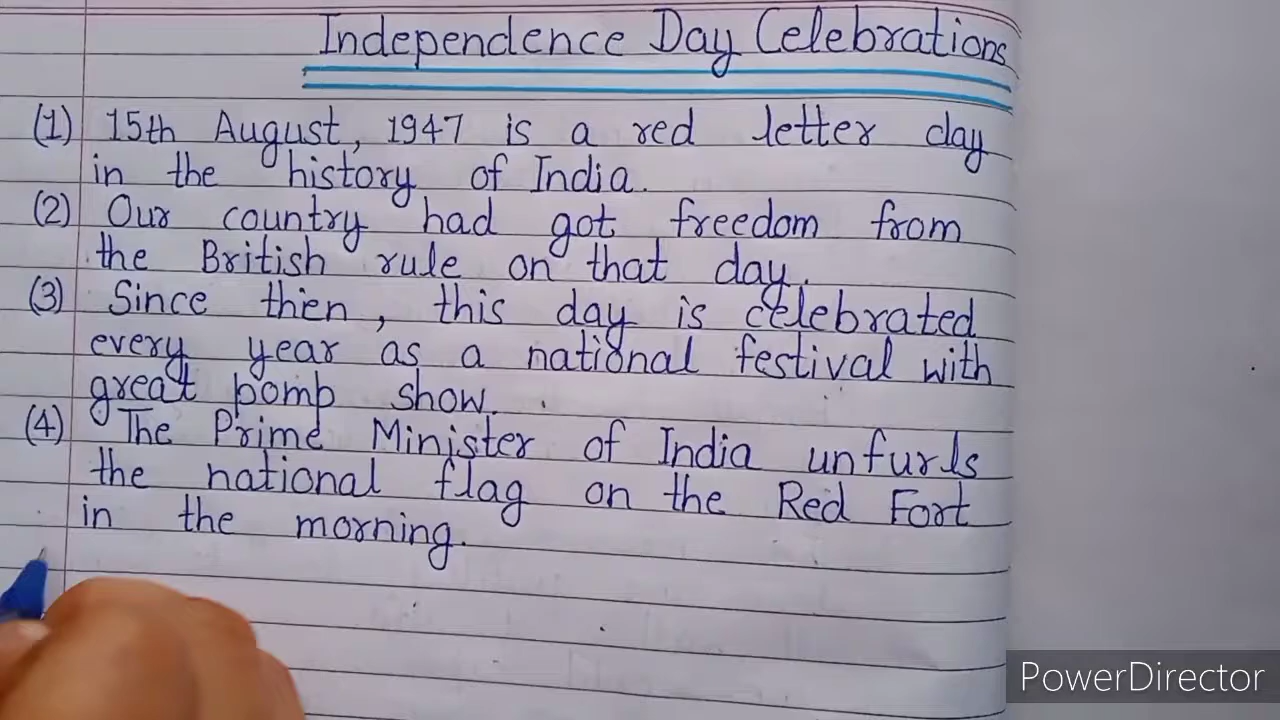 Independence Day Celebrations
(1) 15th August, 1947 is a red letter day
in the history of India.
(2) Our country had got freedom from
the British rule on that day.
(3) Since then, this day is celebrated
every year as a national festival with
great pomp show.
(4) The Prime Minister of India unfurls
the national flag on the Red Fort
in the morning.
PowerDirector